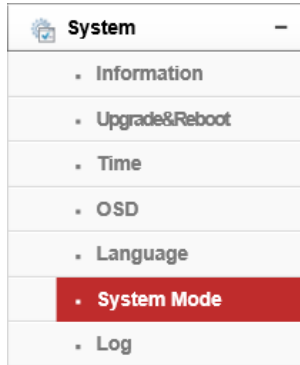 System
Information
Upgrade&Reboot
Time
OSD
Language
System Mode
Log